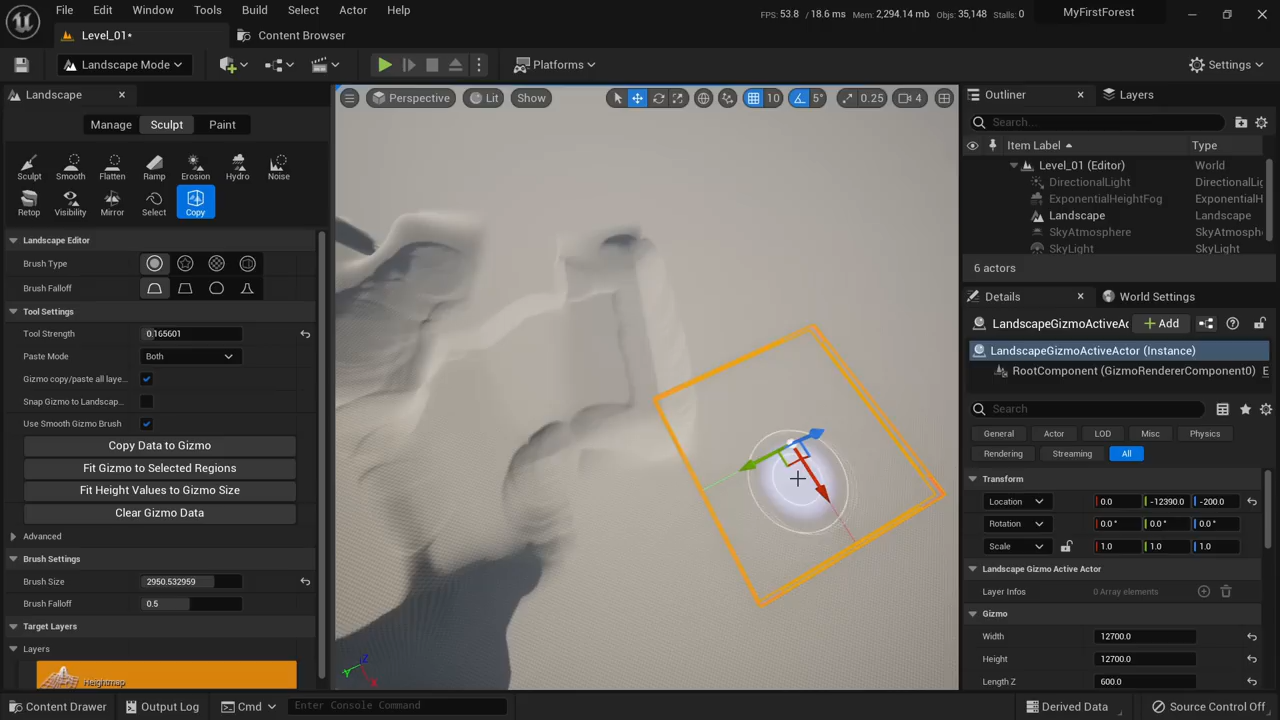 File Edit Window Tools Build Select Actor Help
FPS: 53.8 / 18.6 ms Mem: 2,294.14 mb Objs: 35,148 Stalls: 0
MyFirstForest
Level_01*
Content Browser
Landscape Mode
Platforms
Settings
Landscape
Manage Sculpt Paint
Sculpt Smooth Flatten Ramp Erosion Hydro Noise
Retop Visibility Mirror Select Copy
Landscape Editor
Brush Type
Brush Falloff
Tool Settings
Tool Strength 0.165601
Paste Mode Both
Gizmo copy/paste all laye...
Snap Gizmo to Landscap...
Use Smooth Gizmo Brush
Copy Data to Gizmo
Fit Gizmo to Selected Regions
Fit Height Values to Gizmo Size
Clear Gizmo Data
Advanced
Brush Settings
Brush Size 2950.532959
Brush Falloff 0.5
Target Layers
Layers
Heightmap
Perspective Lit Show
10 5° 0.25 4
Z
Y
X
Outliner Layers
Search...
Item Label Type
Level_01 (Editor) World
DirectionalLight DirectionalLig
ExponentialHeightFog ExponentialH
Landscape Landscape
SkyAtmosphere SkyAtmosphere
SkyLight SkyLight
6 actors
Details World Settings
LandscapeGizmoActiveAc Add
LandscapeGizmoActiveActor (Instance)
RootComponent (GizmoRendererComponent0) E
Search
General Actor LOD Misc Physics
Rendering Streaming All
Transform
Location 0.0 -12390.0 -200.0
Rotation 0.0° 0.0° 0.0°
Scale 1.0 1.0 1.0
Landscape Gizmo Active Actor
Layer Infos 0 Array elements
Gizmo
Width 12700.0
Height 12700.0
Length Z 600.0
Content Drawer Output Log Cmd Enter Console Command
Derived Data Source Control Off